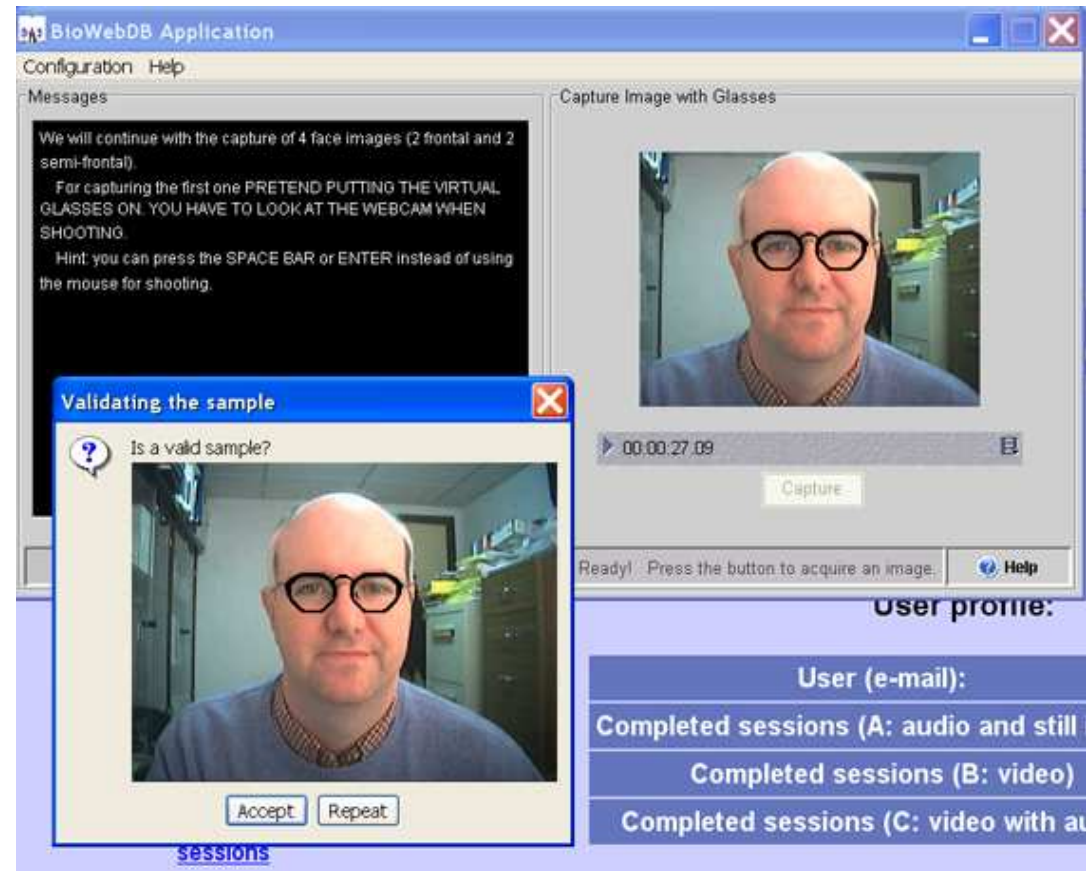 BioWebDB Application
Configuration Help
Messages
We will continue with the capture of 4 face images (2 frontal and 2
semi-frontal).
For capturing the first one PRETEND PUTTING THE VIRTUAL
GLASSES ON. YOU HAVE TO LOOK AT THE WEBCAM WHEN
SHOOTING.
Hint: you can press the SPACE BAR or ENTER instead of using
the mouse for shooting.
Capture Image with Glasses
00:00:27.09
Capture
Ready! Press the button to acquire an image.
Help
Validating the sample
Is a valid sample?
Accept Repeat
sessions
User profile:
User (e-mail):
Completed sessions (A: audio and still
Completed sessions (B: video)
Completed sessions (C: video with au